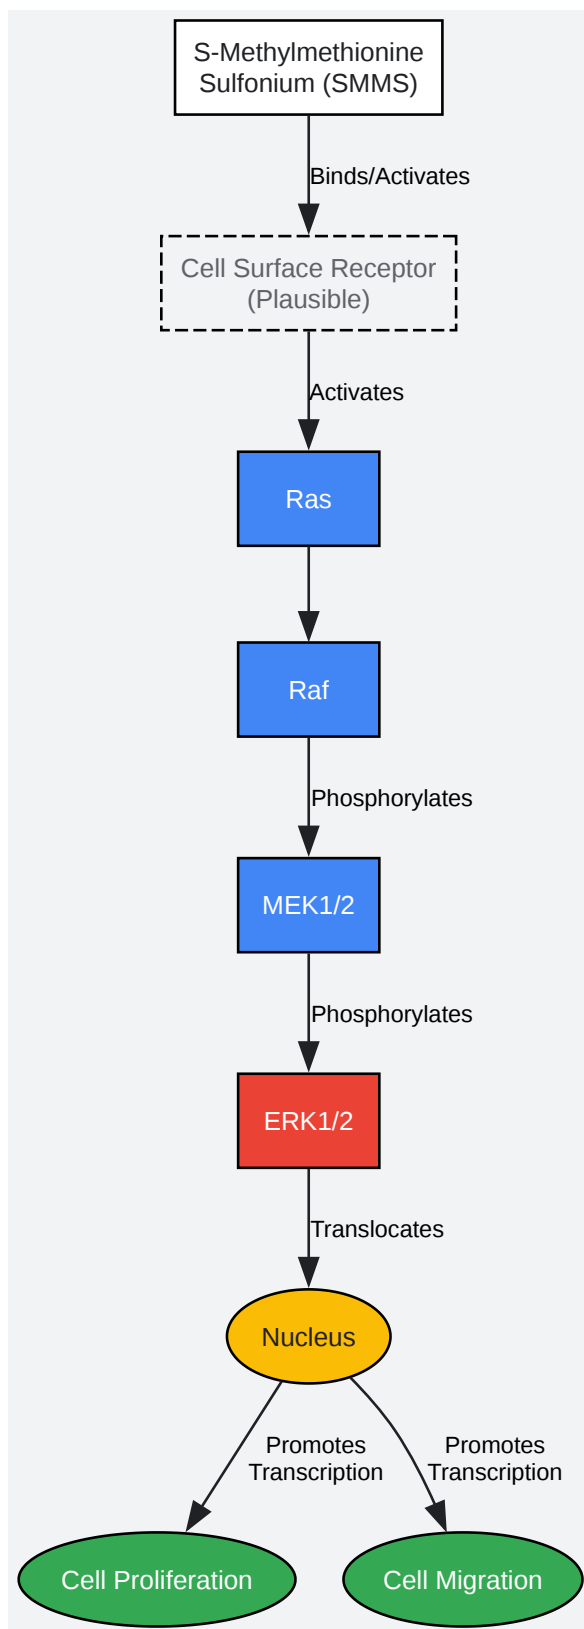 S-Methylmethionine
Sulfonium (SMMS)
Binds/Activates
Cell Surface Receptor
(Plausible)
Activates
Ras
Raf
Phosphorylates
MEK1/2
Phosphorylates
ERK1/2
Translocates
Nucleus
Promotes
Transcription
Promotes
Transcription
Cell Proliferation
Cell Migration